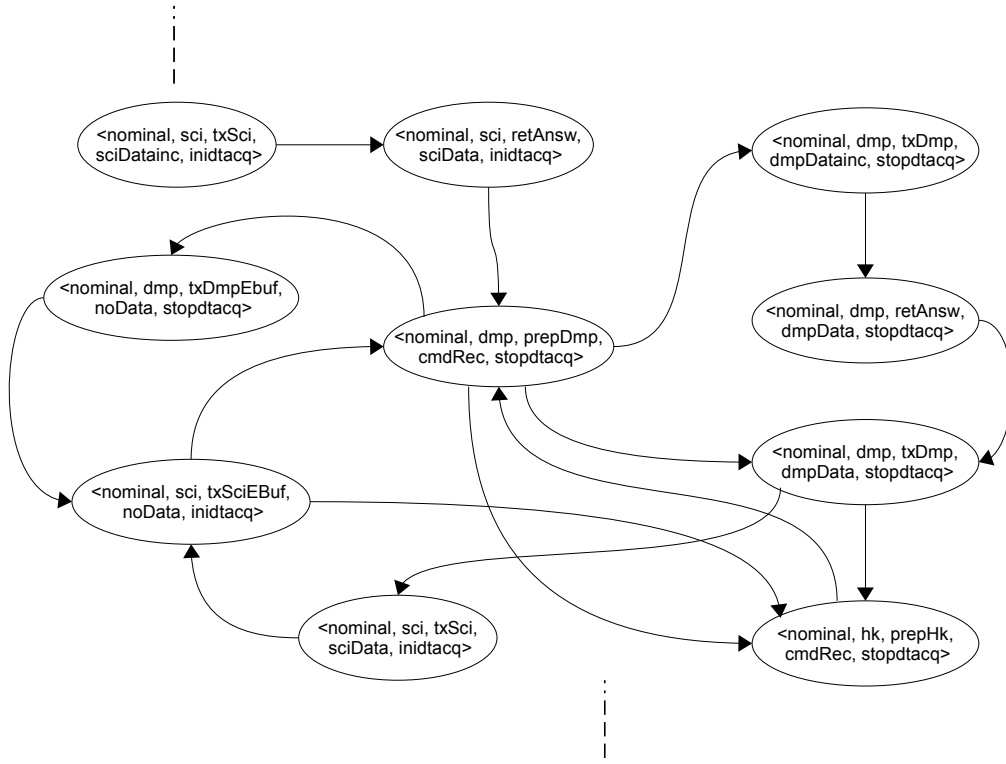 <nominal, sci, txSci,
sciDatainc, inidtacq>
<nominal, sci, retAnsw,
sciData, inidtacq>
<nominal, dmp, txDmp,
dmpDatainc, stopdtacq>
<nominal, dmp, txDmpEbuf,
noData, stopdtacq>
<nominal, dmp, prepDmp,
cmdRec, stopdtacq>
<nominal, dmp, retAnsw,
dmpData, stopdtacq>
<nominal, dmp, txDmp,
dmpData, stopdtacq>
<nominal, sci, txSciEBuf,
noData, inidtacq>
<nominal, sci, txSci,
sciData, inidtacq>
<nominal, hk, prepHk,
cmdRec, stopdtacq>